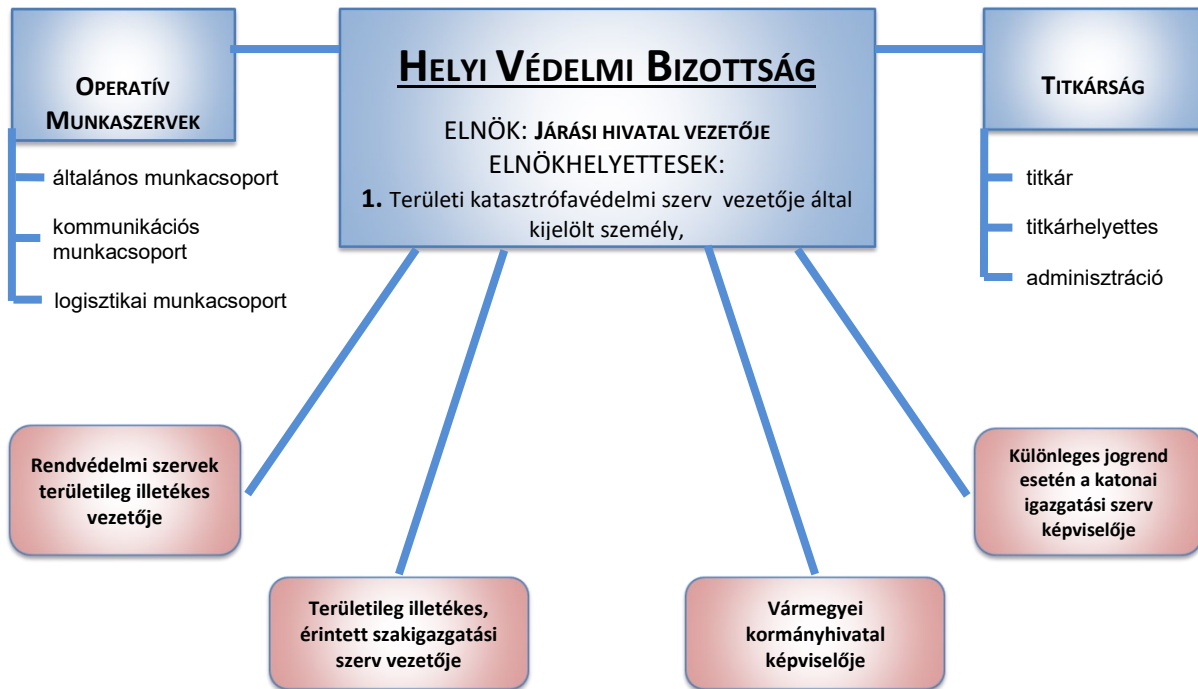 OPERATÍV
MUNKASZERVEK
általános munkacsoport
kommunikációs
munkacsoport
logisztikai munkacsoport
HELYI VÉDELMI BIZOTTSÁG
ELNÖK: JÁRÁSI HIVATAL VEZETŐJE
ELNÖKHELYETTESEK:
1. Területi katasztrófavédelmi szerv vezetője által
kijelölt személy,
TITKÁRSÁG
titkár
titkárhelyettes
adminisztráció
Rendvédelmi szervek
területileg illetékes
vezetője
Területileg illetékes,
érintett szakigazgatási
szerv vezetője
Vármegyei
kormányhivatal
képviselője
Különleges jogrend
esetén a katonai
igazgatási szerv
képviselője